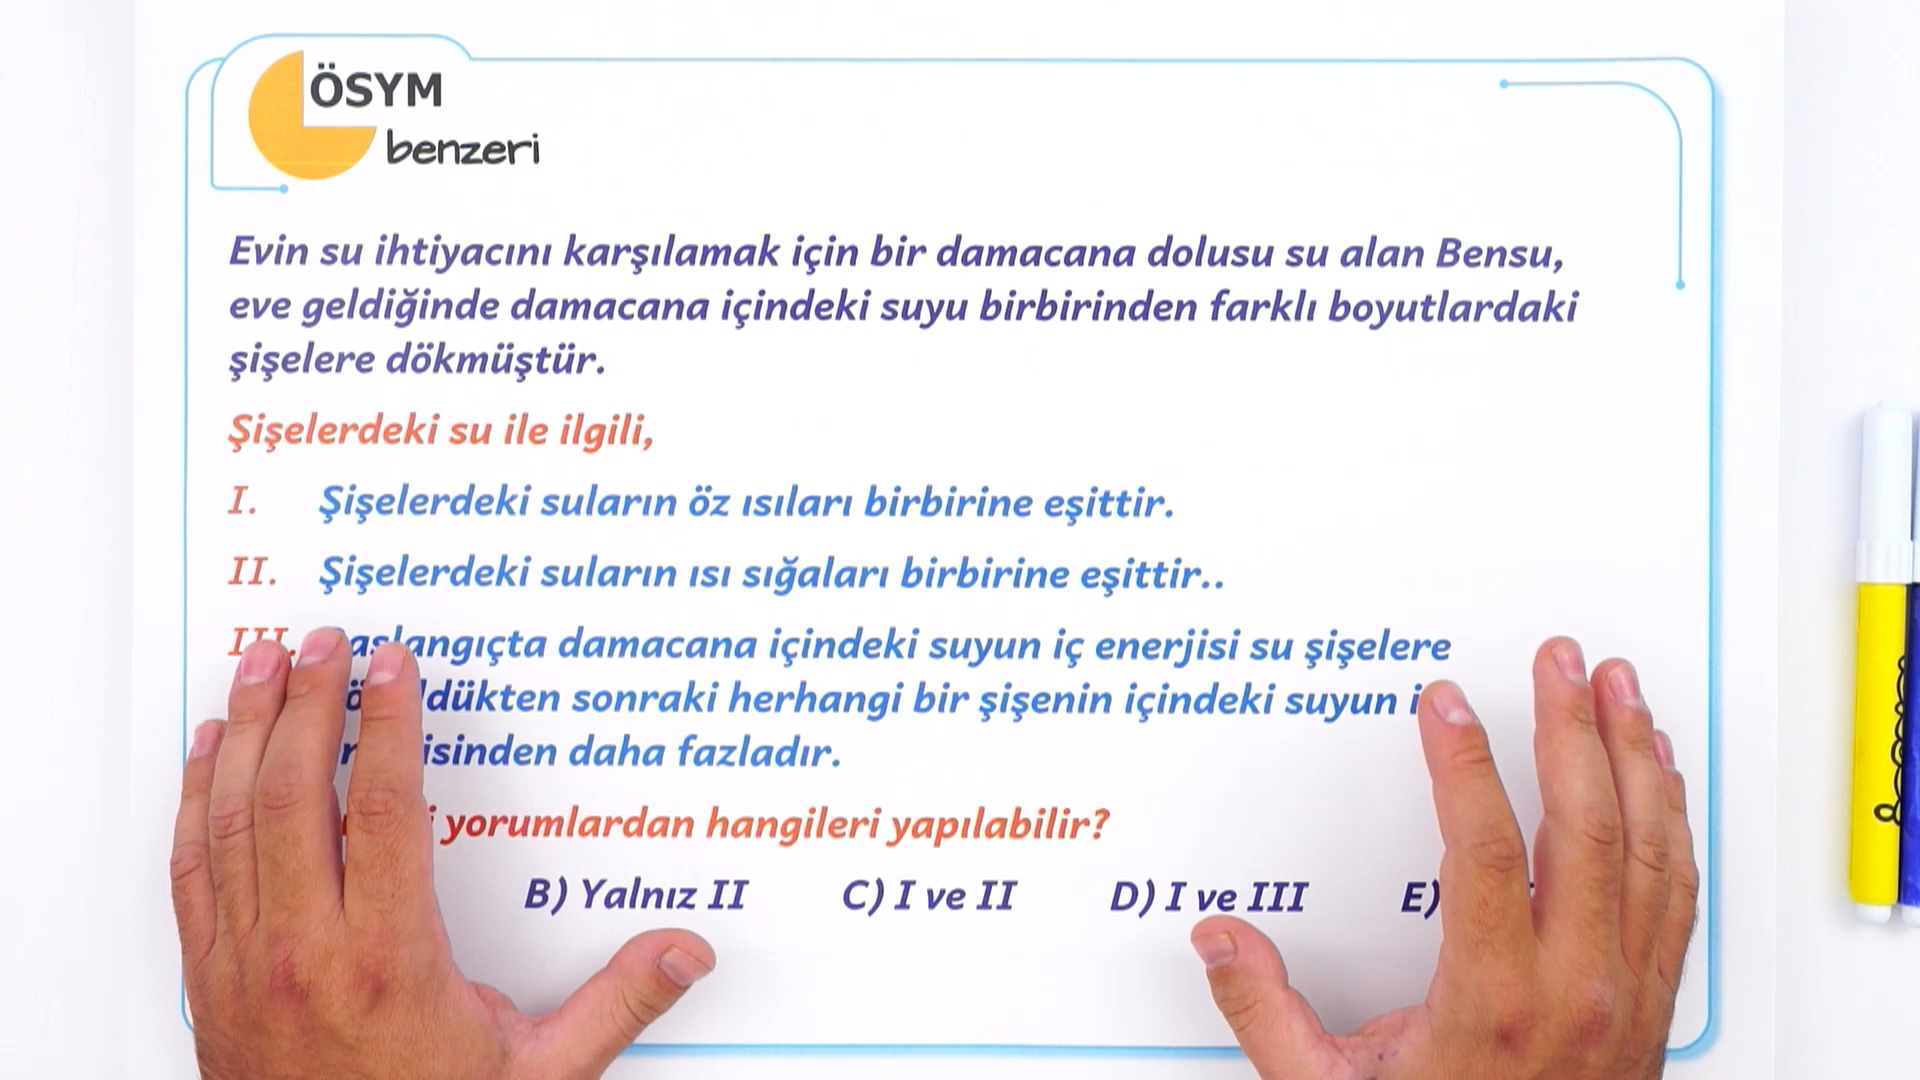 ÖSYM
benzeri
Evin su ihtiyacını karşılamak için bir damacana dolusu su alan Bensu,
eve geldiğinde damacana içindeki suyu birbirinden farklı boyutlardaki
şişelere dökmüştür.
Şişelerdeki su ile ilgili,
I. Şişelerdeki suların öz ısıları birbirine eşittir.
II. Şişelerdeki suların ısı sığaları birbirine eşittir..
III. damacana içindeki suyun iç enerjisi su şişelere
sonraki herhangi bir şişenin içindeki suyun
daha fazladır.
yorumlardan hangileri yapılabilir?
B) Yalnız II C) I ve II D) I ve III E)